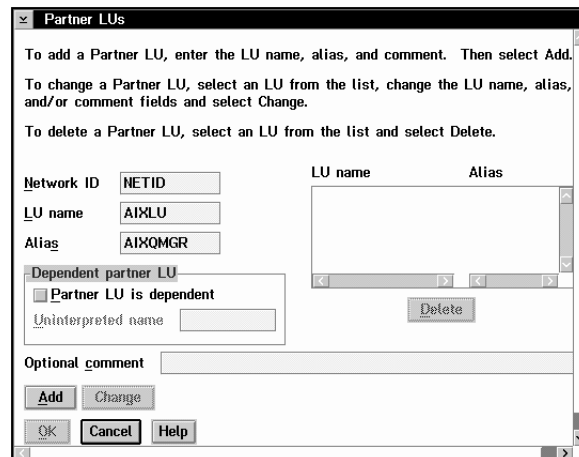 Partner LUs
To add a Partner LU, enter the LU name, alias, and comment. Then select Add.
To change a Partner LU, select an LU from the list, change the LU name, alias,
and/or comment fields and select Change.
To delete a Partner LU, select an LU from the list and select Delete.
LU name Alias
Network ID NETID
LU name AIXLU
Alias AIXQMGR
Dependent partner LU
Partner LU is dependent
Uninterpreted name
Delete
Optional comment
Add Change
OK Cancel Help